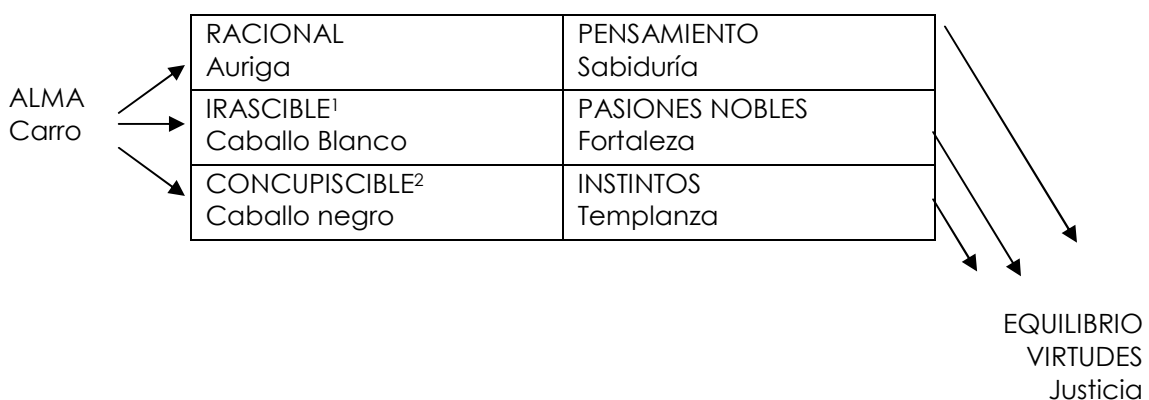 ALMA
Carro
RACIONAL
Auriga
PENSAMIENTO
Sabiduría
IRASCIBLE¹
Caballo Blanco
PASIONES NOBLES
Fortaleza
CONCUPISCIBLE²
Caballo negro
INSTINTOS
Templanza
EQUILIBRIO
VIRTUDES
Justicia